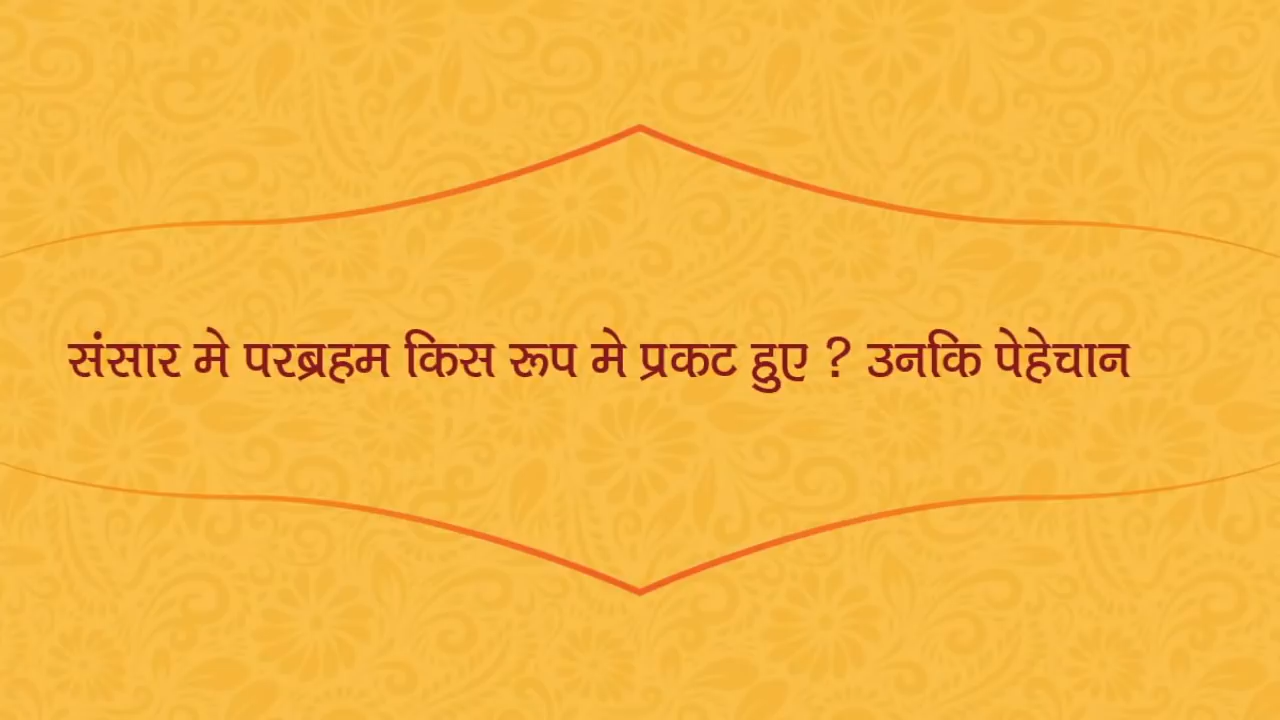 संसार मे परब्रहम किस रूप मे प्रकट हुए ? उनकि पेहेचान